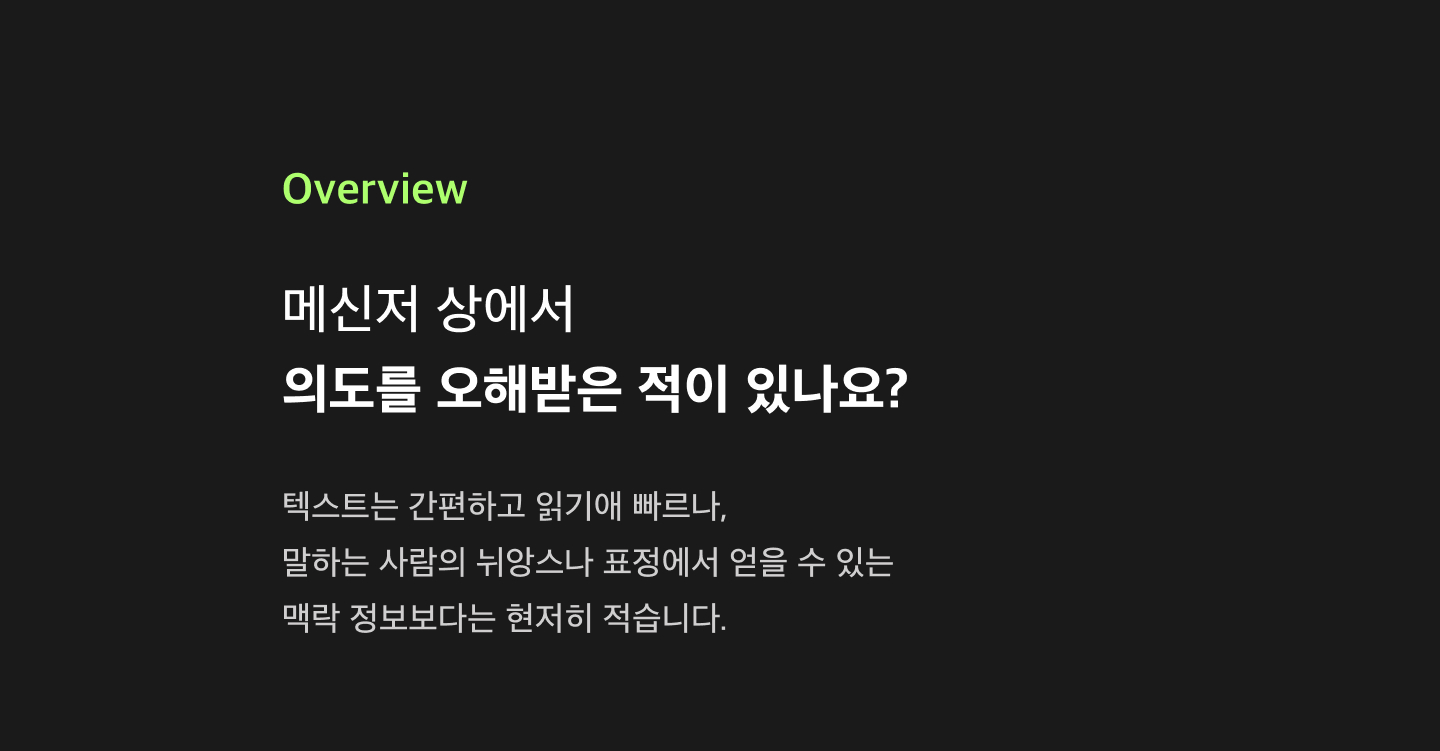 Overview
메신저 상에서
의도를 오해받은 적이 있나요?
텍스트는 간편하고 읽기애 빠르나,
말하는 사람의 뉘앙스나 표정에서 얻을 수 있는
맥락 정보보다는 현저히 적습니다.